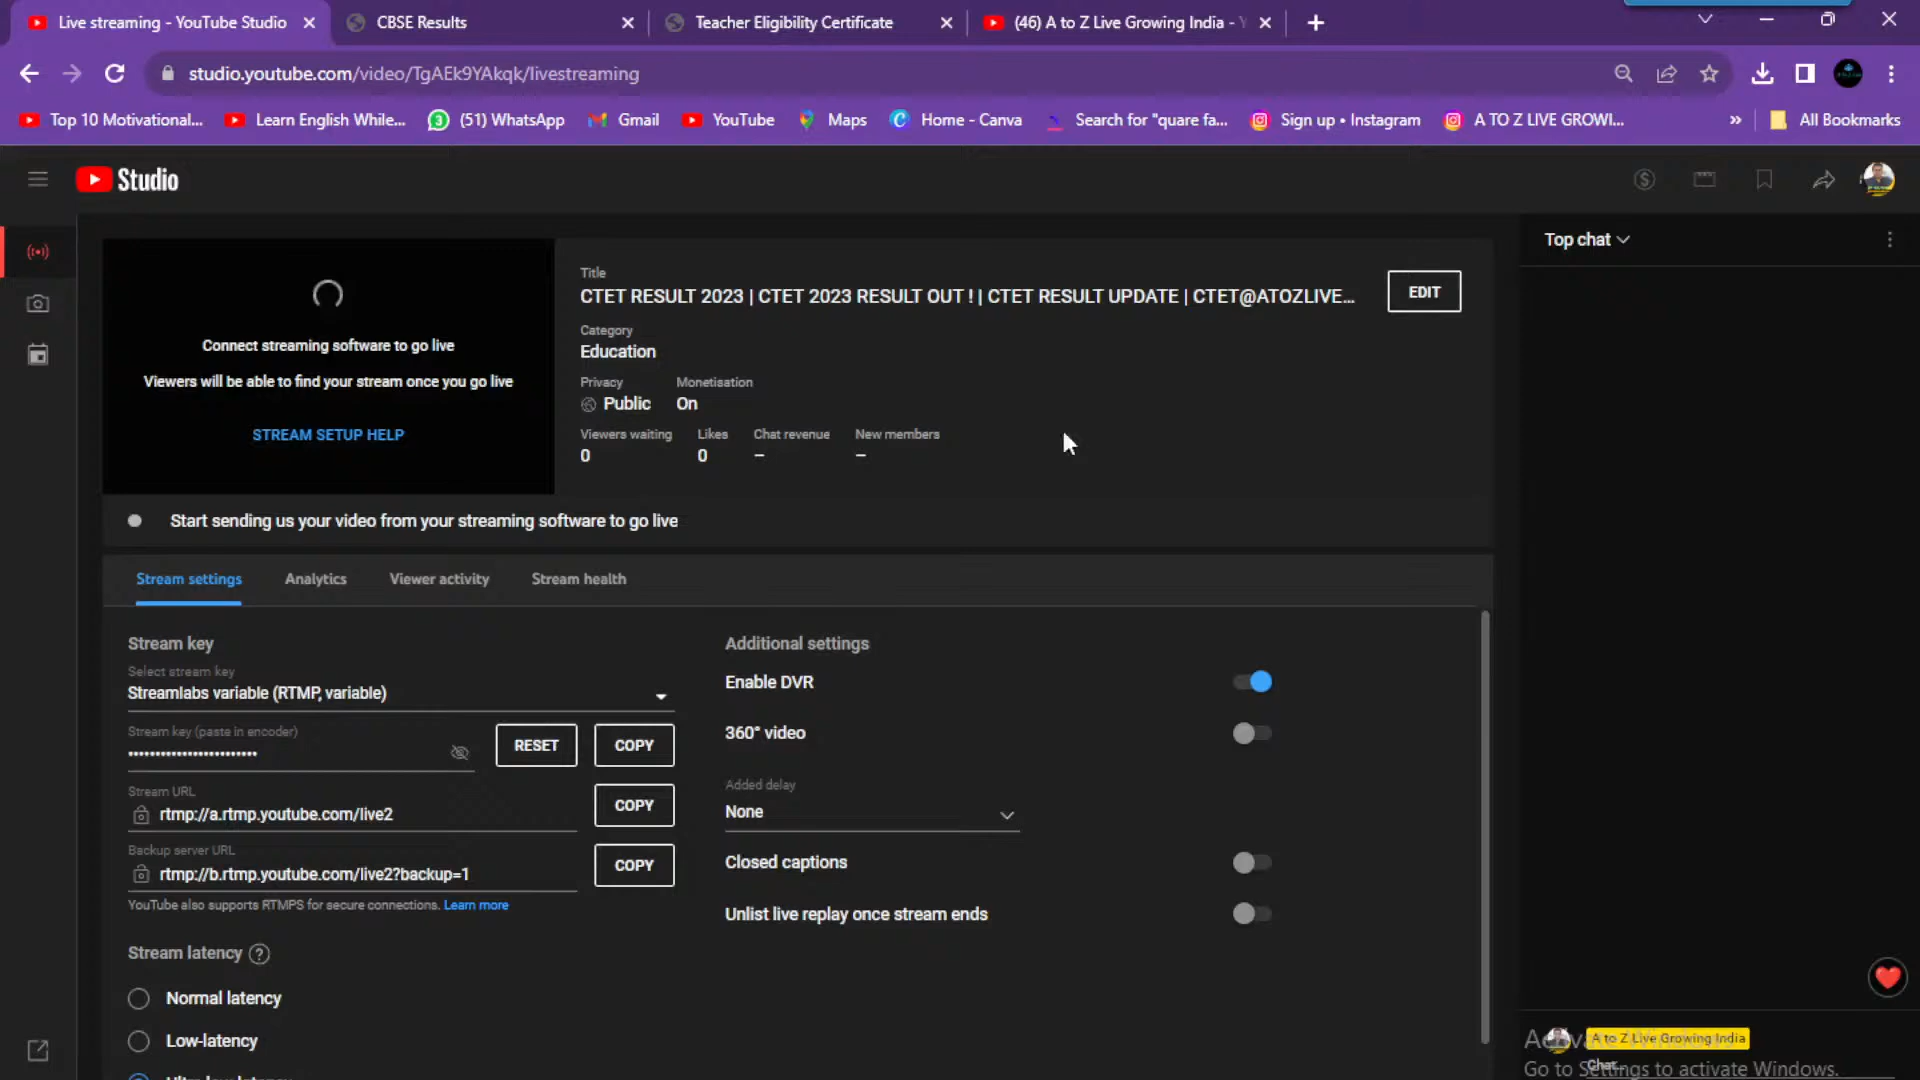 Live streaming - YouTube Studio
CBSE Results
Teacher Eligibility Certificate
(46) A to Z Live Growing India -
studio.youtube.com/video/TgAEk9YAkqk/livestreaming
Top 10 Motivational...
Learn English While...
(51) WhatsApp
Gmail
YouTube
Maps
Home - Canva
Search for "quare fa...
Sign up • Instagram
A TO Z LIVE GROWI...
»
All Bookmarks
Studio
Top chat
Connect streaming software to go live
Viewers will be able to find your stream once you go live
STREAM SETUP HELP
Title
CTET RESULT 2023 | CTET 2023 RESULT OUT ! | CTET RESULT UPDATE | CTET@ATOZLIVE...
EDIT
Category
Education
Privacy
Monetisation
Public
On
Viewers waiting
Likes
Chat revenue
New members
0
0
–
–
Start sending us your video from your streaming software to go live
Stream settings
Analytics
Viewer activity
Stream health
Stream key
Select stream key
Streamlabs variable (RTMP, variable)
Stream key (paste in encoder)
••••••••••••••••••••••••
RESET
COPY
Stream URL
rtmp://a.rtmp.youtube.com/live2
COPY
Backup server URL
rtmp://b.rtmp.youtube.com/live2?backup=1
COPY
YouTube also supports RTMPS for secure connections. Learn more
Stream latency
Normal latency
Low-latency
Additional settings
Enable DVR
360° video
Added delay
None
Closed captions
Unlist live replay once stream ends
A to Z Live Growing India
Chat...
Go to Settings to activate Windows.